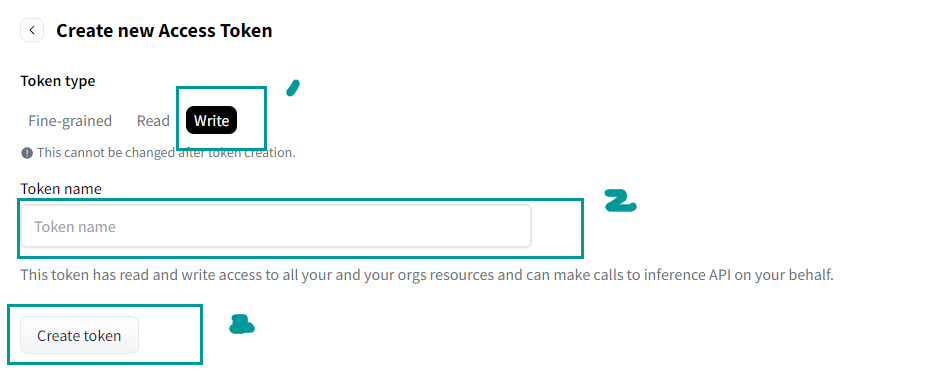 Create new Access Token
Token type
Fine-grained Read Write
This cannot be changed after token creation.
1
Token name
2.
Token name
This token has read and write access to all your and your orgs resources and can make calls to inference API on your behalf.
Create token
3.